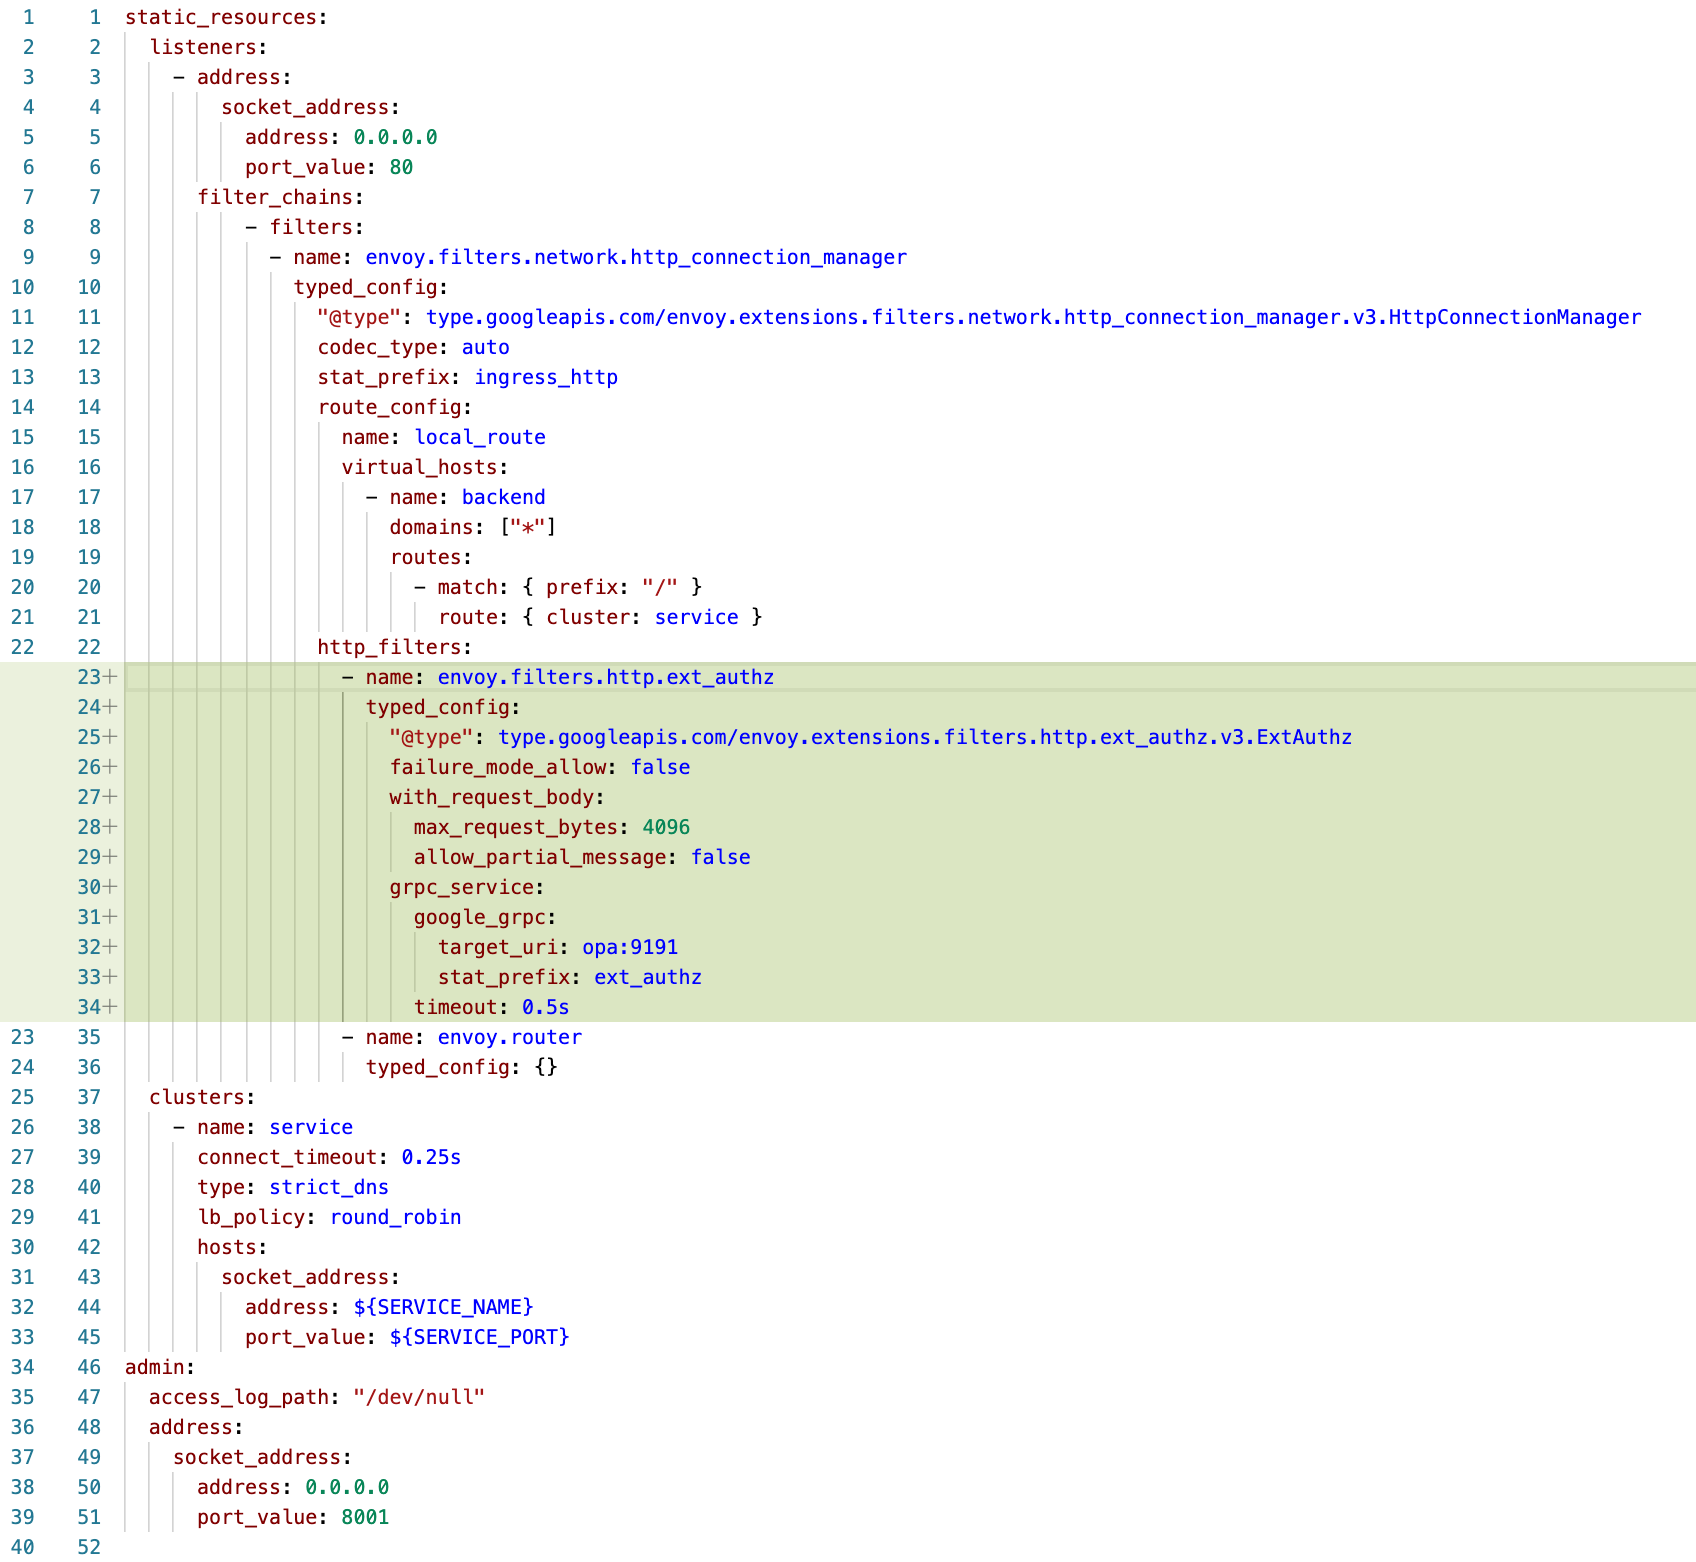 1 1 static_resources:
2 2   listeners:
3 3     - address:
4 4         socket_address:
5 5           address: 0.0.0.0
6 6           port_value: 80
7 7       filter_chains:
8 8           - filters:
9 9             - name: envoy.filters.network.http_connection_manager
10 10               typed_config:
11 11                 "@type": type.googleapis.com/envoy.extensions.filters.network.http_connection_manager.v3.HttpConnectionManager
12 12                 codec_type: auto
13 13                 stat_prefix: ingress_http
14 14                 route_config:
15 15                   name: local_route
16 16                   virtual_hosts:
17 17                     - name: backend
18 18                       domains: ["*"]
19 19                       routes:
20 20                         - match: { prefix: "/" }
21 21                           route: { cluster: service }
22 22                 http_filters:
23+                   - name: envoy.filters.http.ext_authz
24+                     typed_config:
25+                       "@type": type.googleapis.com/envoy.extensions.filters.http.ext_authz.v3.ExtAuthz
26+                       failure_mode_allow: false
27+                       with_request_body:
28+                         max_request_bytes: 4096
29+                         allow_partial_message: false
30+                       grpc_service:
31+                         google_grpc:
32+                           target_uri: opa:9191
33+                           stat_prefix: ext_authz
34+                         timeout: 0.5s
23 35                   - name: envoy.router
24 36                     typed_config: {}
25 37   clusters:
26 38     - name: service
27 39       connect_timeout: 0.25s
28 40       type: strict_dns
29 41       lb_policy: round_robin
30 42       hosts:
31 43         socket_address:
32 44           address: ${SERVICE_NAME}
33 45           port_value: ${SERVICE_PORT}
34 46 admin:
35 47   access_log_path: "/dev/null"
36 48   address:
37 49     socket_address:
38 50       address: 0.0.0.0
39 51       port_value: 8001
40 52